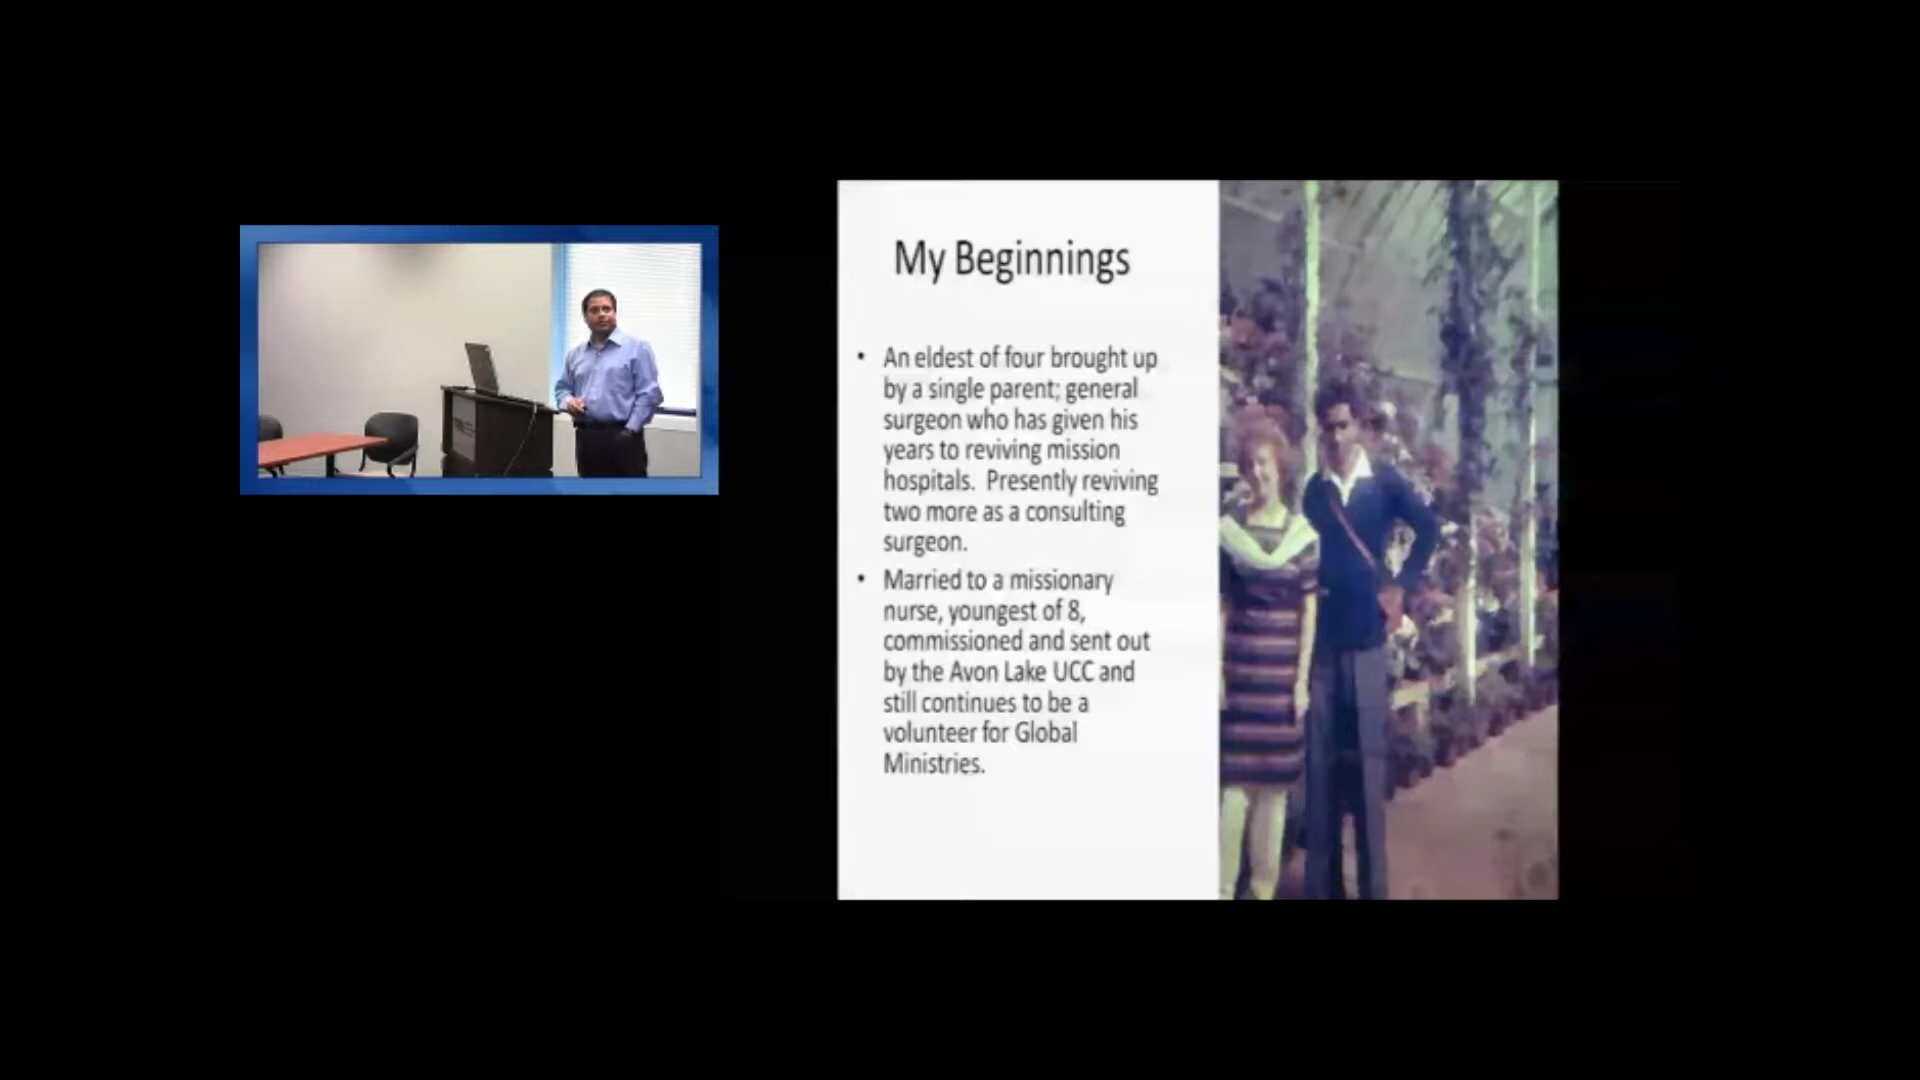 My Beginnings
• An eldest of four brought up
by a single parent; general
surgeon who has given his
years to reviving mission
hospitals.  Presently reviving
two more as a consulting
surgeon.
• Married to a missionary
nurse, youngest of 8,
commissioned and sent out
by the Avon Lake UCC and
still continues to be a
volunteer for Global
Ministries.